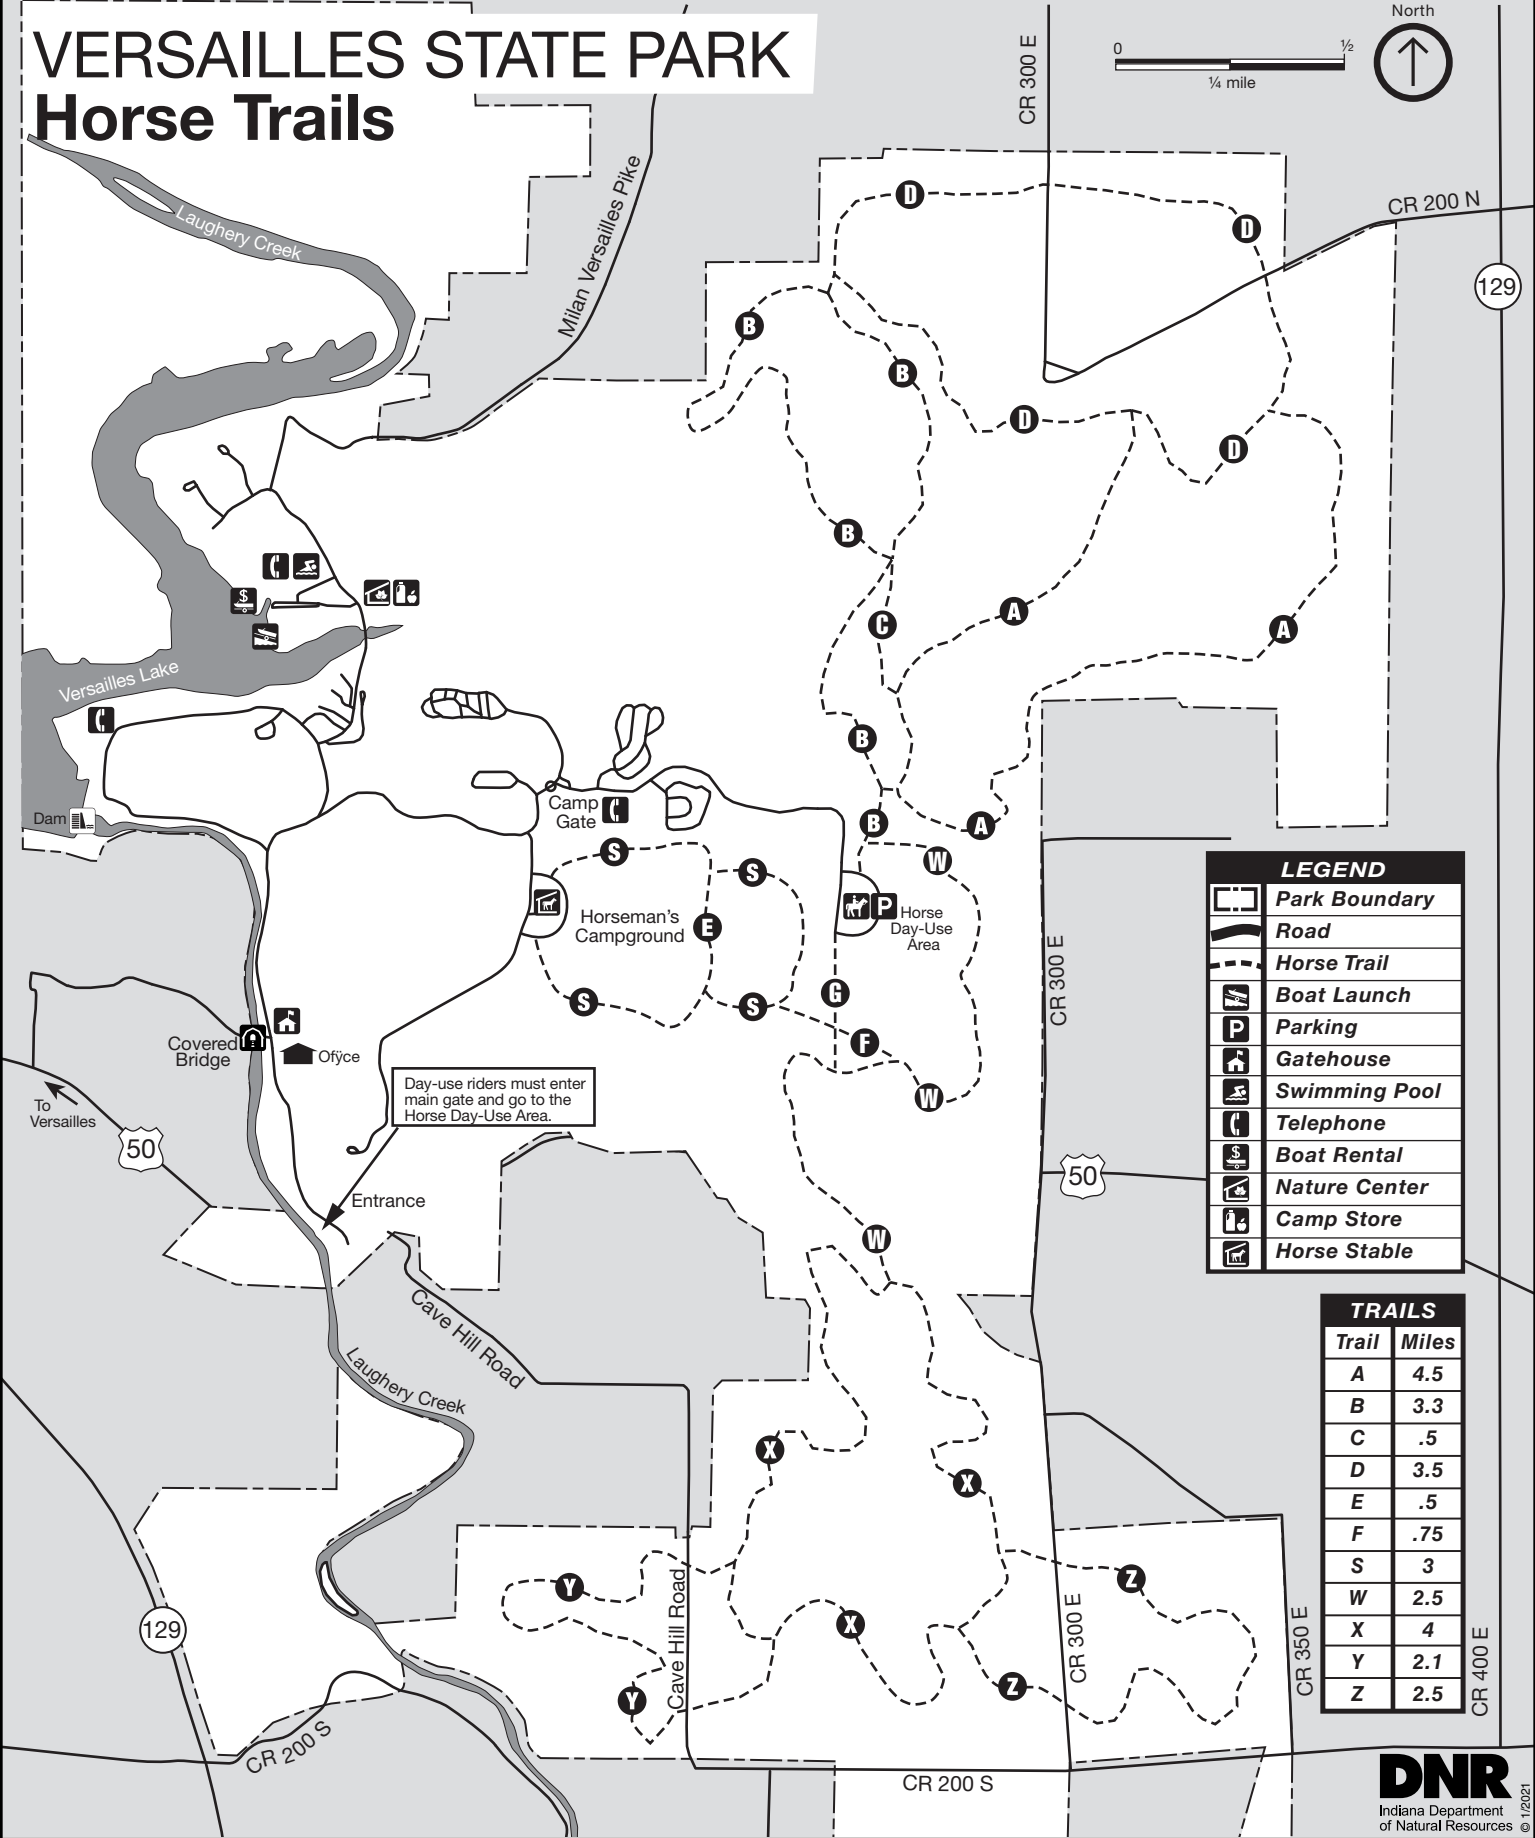 VERSAILLES STATE PARK
Horse Trails
North
0
½
¼ mile
CR 300 E
CR 200 N
129
Milan Versailles Pike
Laughery Creek
D
D
B
B
D
D
B
A
C
A
Versailles Lake
B
Dam
Camp
Gate
B
A
S
W
S
Horseman's
Campground
E
P
Horse
Day-Use
Area
CR 300 E
S
S
G
F
W
Covered
Bridge
Ofÿce
To
Versailles
50
Day-use riders must enter
main gate and go to the
Horse Day-Use Area.
50
Entrance
W
Cave Hill Road
Laughery Creek
X
X
Y
Z
X
Y
Z
Cave Hill Road
CR 300 E
CR 350 E
CR 400 E
129
CR 200 S
CR 200 S
LEGEND
Park Boundary
Road
Horse Trail
Boat Launch
P Parking
Gatehouse
Swimming Pool
Telephone
$ Boat Rental
Nature Center
Camp Store
Horse Stable
TRAILS
Trail Miles
A 4.5
B 3.3
C .5
D 3.5
E .5
F .75
S 3
W 2.5
X 4
Y 2.1
Z 2.5
DNR
Indiana Department
of Natural Resources
© 1/2021